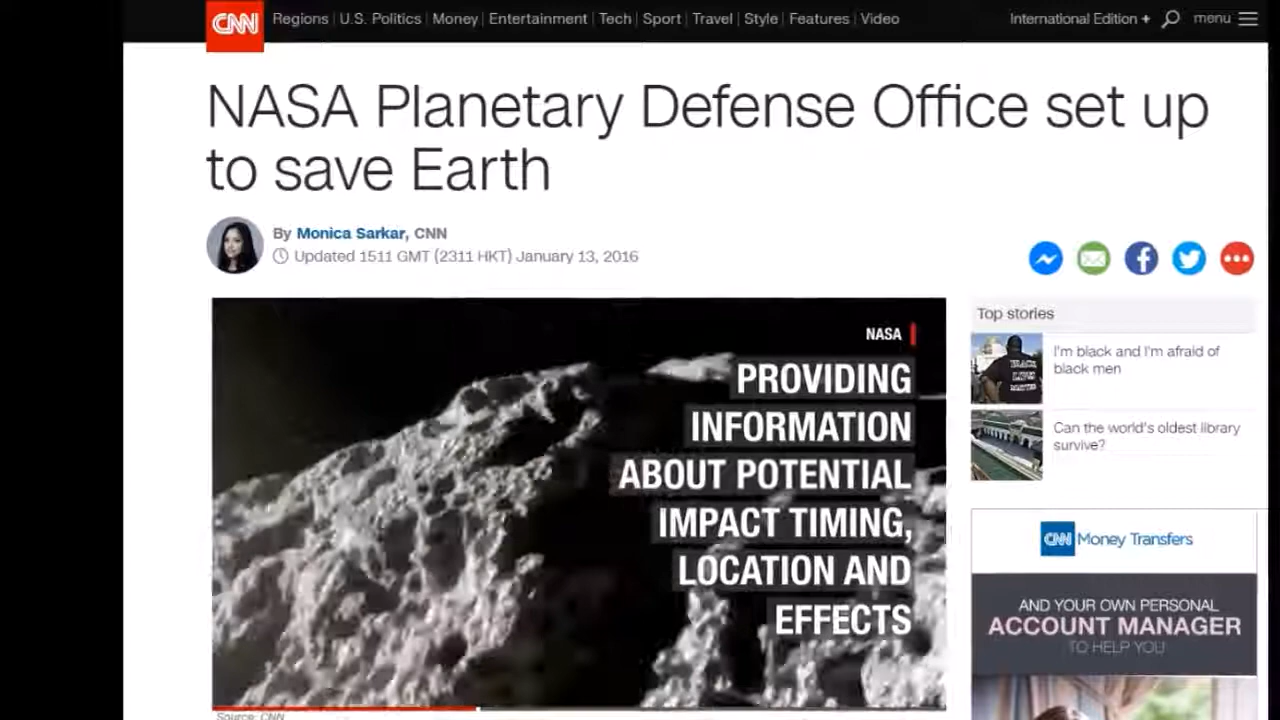 CNN Regions U.S. Politics Money Entertainment Tech Sport Travel Style Features Video International Edition + menu
NASA Planetary Defense Office set up
to save Earth
By Monica Sarkar, CNN
Updated 1511 GMT (2311 HKT) January 13, 2016
NASA
PROVIDING
INFORMATION
ABOUT POTENTIAL
IMPACT TIMING,
LOCATION AND
EFFECTS
Source: CNN
Top stories
I'm black and I'm afraid of
black men
BLACK
LIVES
MATTER
Can the world's oldest library
survive?
CNN Money Transfers
AND YOUR OWN PERSONAL
ACCOUNT MANAGER
TO HELP YOU